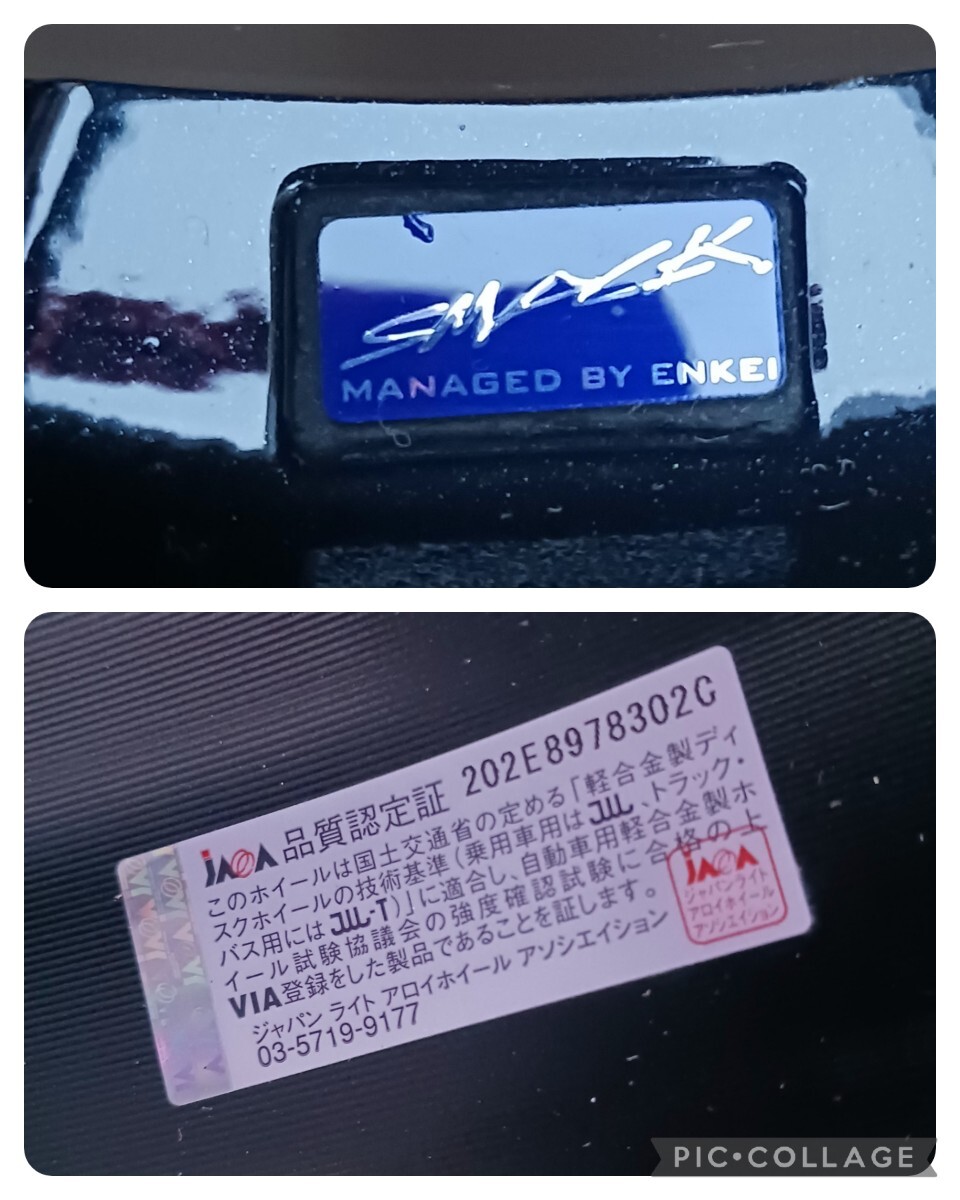 SMACK
MANAGED BY ENKEI
JAWA 品質認定証 202E8978302G
このホイールは国土交通省の定める「軽合金製ディ
スクホイールの技術基準(乗用車用はJWL、トラック・
バス用にはJWL-T)」に適合し、自動車用軽合金製ホ
イール試験協議会の強度確認試験に合格の上
VIA登録をした製品であることを証します。
ジャパン ライト アロイホイール アソシエイション
03-5719-9177
JAWA
ジャパンライト
アロイホイール
アソシエイション
PIC•COLLAGE